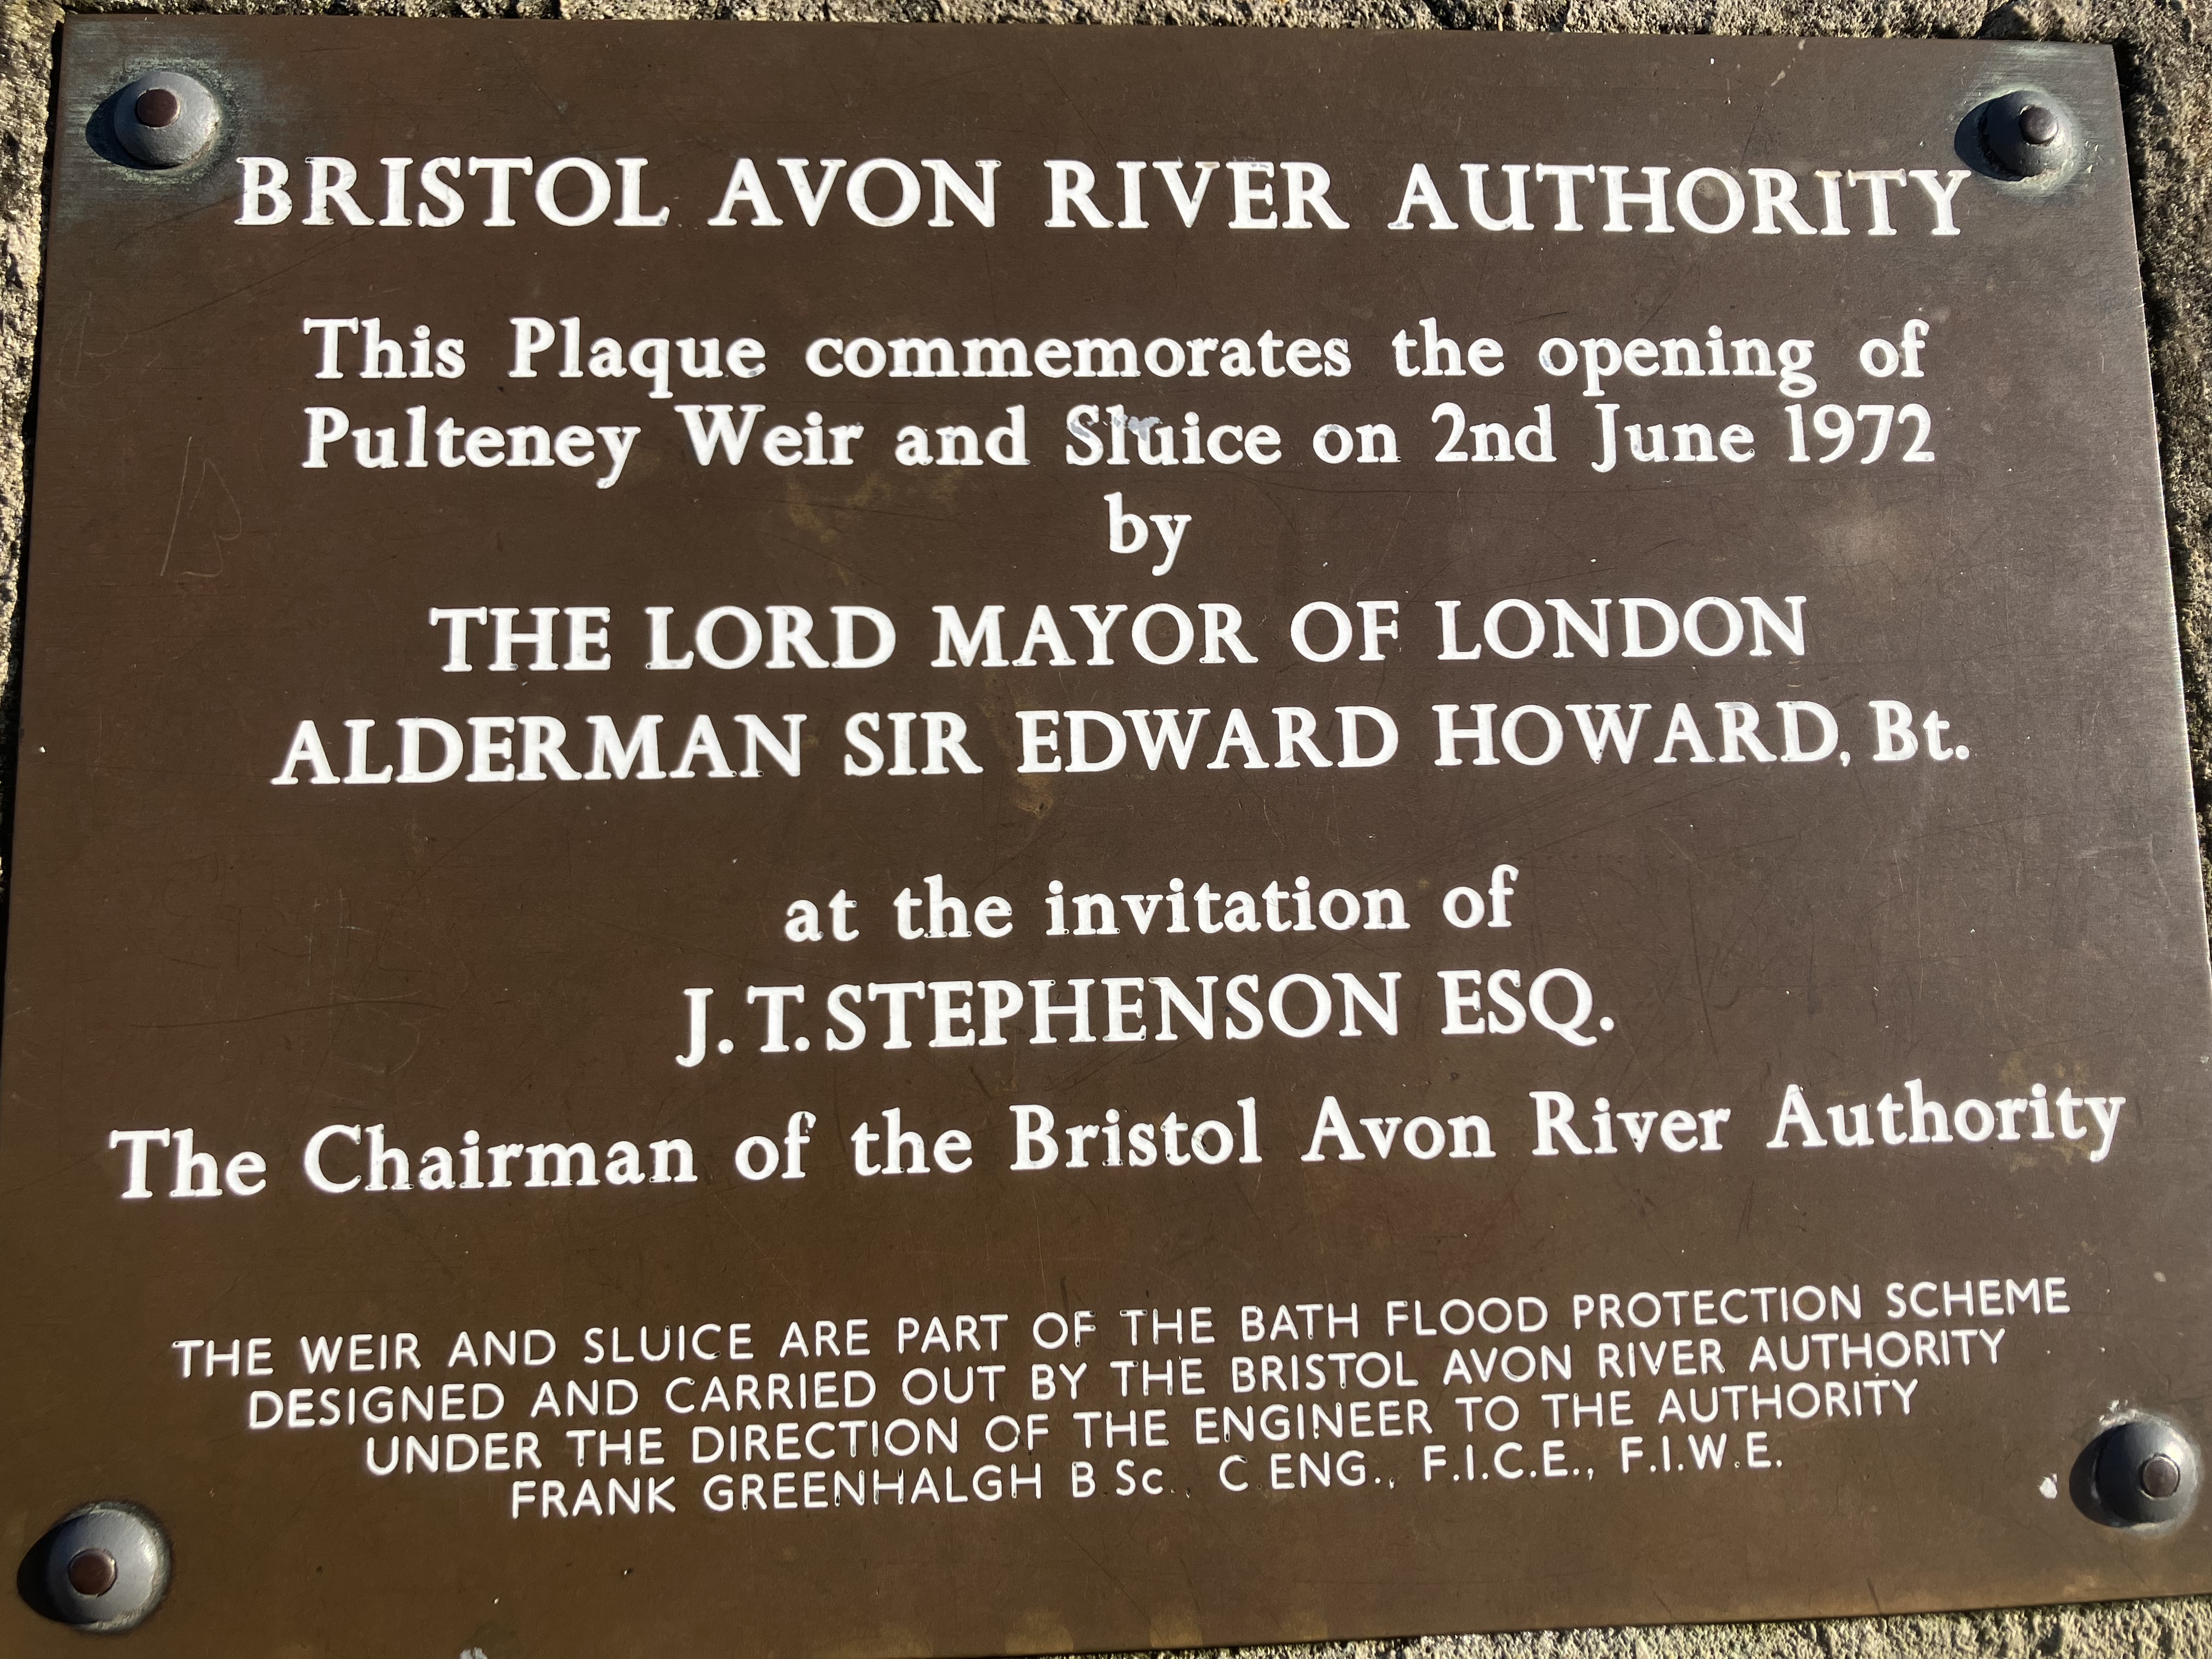 BRISTOL AVON RIVER AUTHORITY
This Plaque commemorates the opening of
Pulteney Weir and Sluice on 2nd June 1972
by
THE LORD MAYOR OF LONDON
ALDERMAN SIR EDWARD HOWARD, Bt.
at the invitation of
J. T. STEPHENSON ESQ.
The Chairman of the Bristol Avon River Authority
THE WEIR AND SLUICE ARE PART OF THE BATH FLOOD PROTECTION SCHEME
DESIGNED AND CARRIED OUT BY THE BRISTOL AVON RIVER AUTHORITY
UNDER THE DIRECTION OF THE ENGINEER TO THE AUTHORITY
FRANK GREENHALGH B Sc. C ENG., F.I.C.E., F.I.W.E.